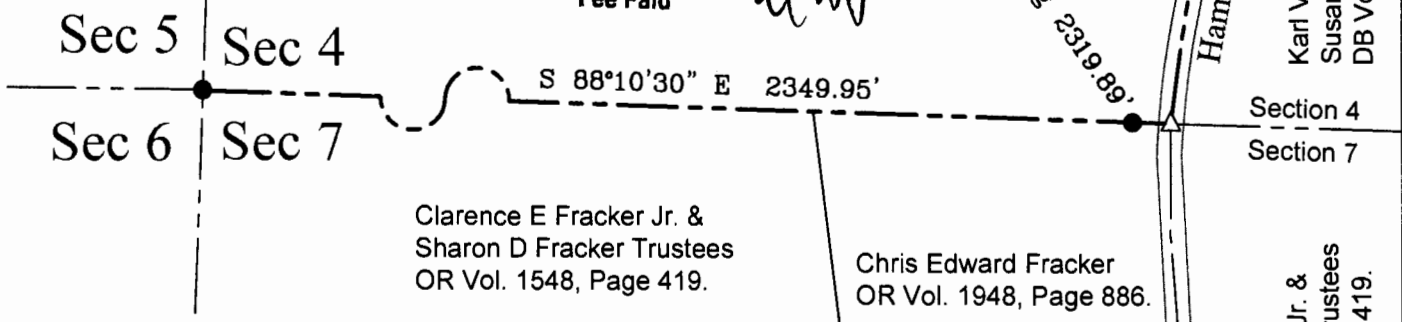 Fee Paid
Sec 5
Sec 4
2319.89'
Ham
Karl
Susan
DB
S 88°10'30" E 2349.95'
Section 4
Sec 6
Sec 7
Section 7
Clarence E Fracker Jr. &
Sharon D Fracker Trustees
OR Vol. 1548, Page 419.
Chris Edward Fracker
OR Vol. 1948, Page 886.
Jr. &
rustees
419.